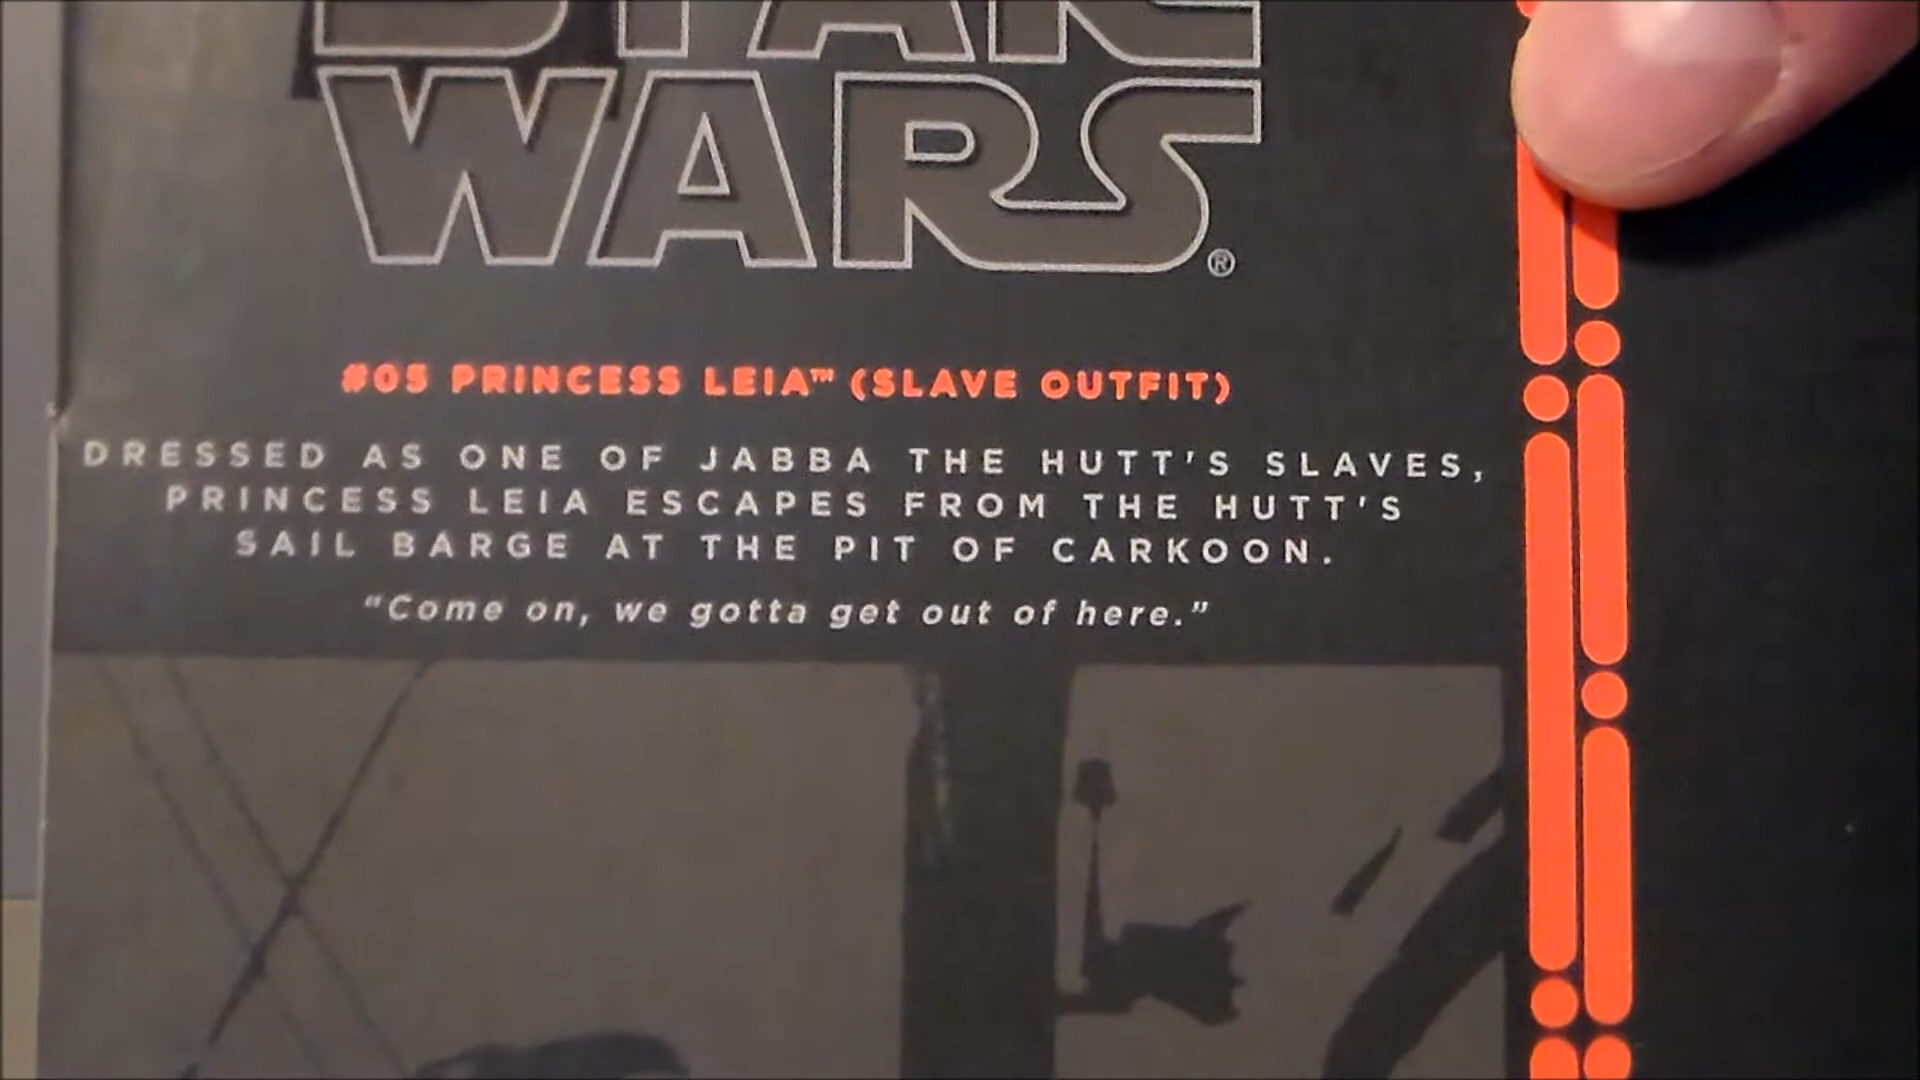 STAR
WARS®
#05 PRINCESS LEIA™ (SLAVE OUTFIT)
DRESSED AS ONE OF JABBA THE HUTT'S SLAVES,
PRINCESS LEIA ESCAPES FROM THE HUTT'S
SAIL BARGE AT THE PIT OF CARKOON.
"Come on, we gotta get out of here."